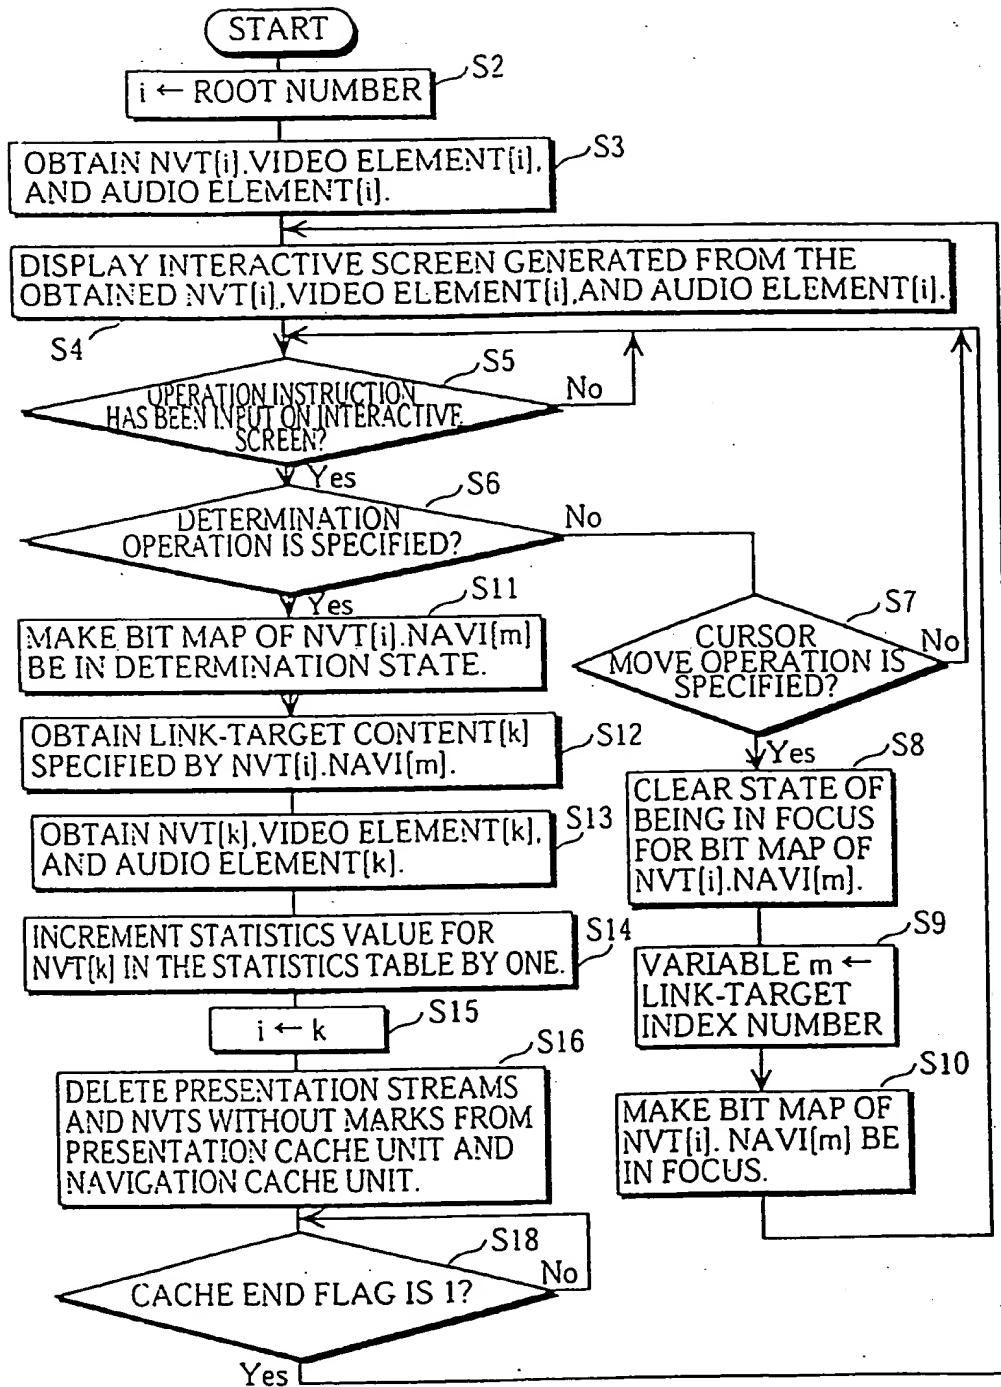 START
S2
i ← ROOT NUMBER
S3
OBTAIN NVT[i].VIDEO ELEMENT[i],
AND AUDIO ELEMENT[i].
DISPLAY INTERACTIVE SCREEN GENERATED FROM THE
OBTAINED NVT[i],VIDEO ELEMENT[i],AND AUDIO ELEMENT[i].
S4
S5
OPERATION INSTRUCTION
HAS BEEN INPUT ON INTERACTIVE
SCREEN?
No
Yes
S6
DETERMINATION
OPERATION IS SPECIFIED?
No
Yes
S7
CURSOR
MOVE OPERATION IS
SPECIFIED?
No
Yes
S8
CLEAR STATE OF
BEING IN FOCUS
FOR BIT MAP OF
NVT[i].NAVI[m].
S9
VARIABLE m ←
LINK-TARGET
INDEX NUMBER
S10
MAKE BIT MAP OF
NVT[i]. NAVI[m] BE
IN FOCUS.
S11
MAKE BIT MAP OF NVT[i].NAVI[m]
BE IN DETERMINATION STATE.
S12
OBTAIN LINK-TARGET CONTENT[k]
SPECIFIED BY NVT[i].NAVI[m].
S13
OBTAIN NVT[k],VIDEO ELEMENT[k],
AND AUDIO ELEMENT[k].
S14
INCREMENT STATISTICS VALUE FOR
NVT[k] IN THE STATISTICS TABLE BY ONE.
S15
i ← k
S16
DELETE PRESENTATION STREAMS
AND NVTS WITHOUT MARKS FROM
PRESENTATION CACHE UNIT AND
NAVIGATION CACHE UNIT.
S18
CACHE END FLAG IS 1?
No
Yes